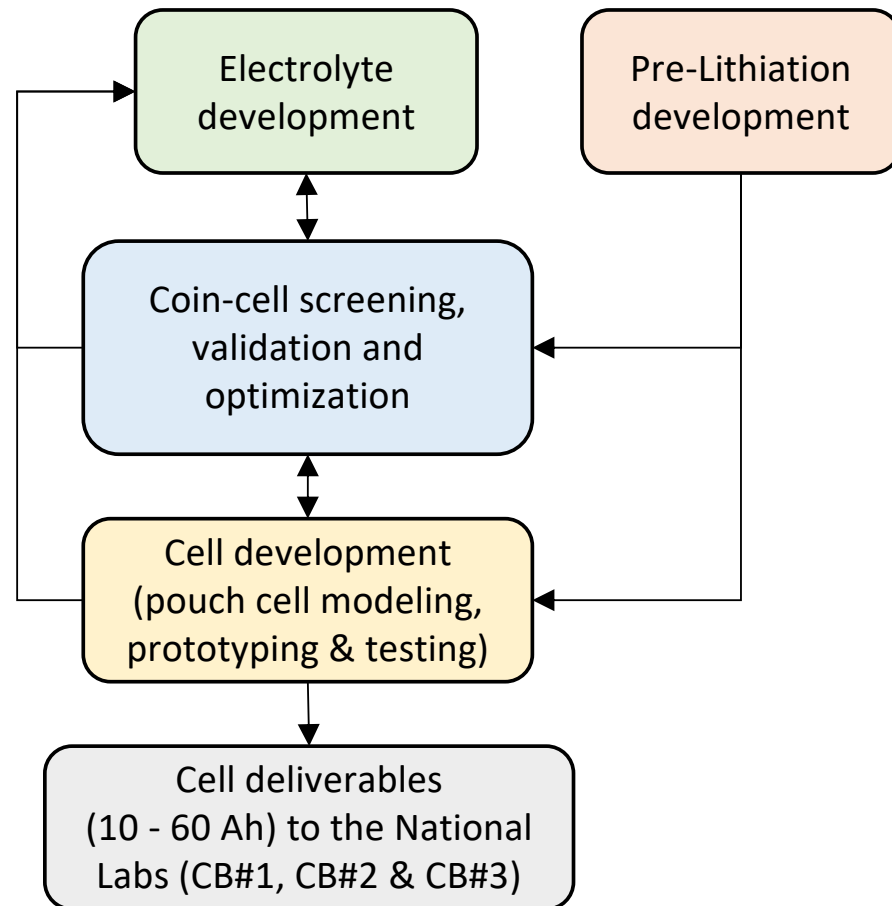 Electrolyte
development
Pre-Lithiation
development
Coin-cell screening,
validation and
optimization
Cell development
(pouch cell modeling,
prototyping & testing)
Cell deliverables
(10 - 60 Ah) to the National
Labs (CB#1, CB#2 & CB#3)